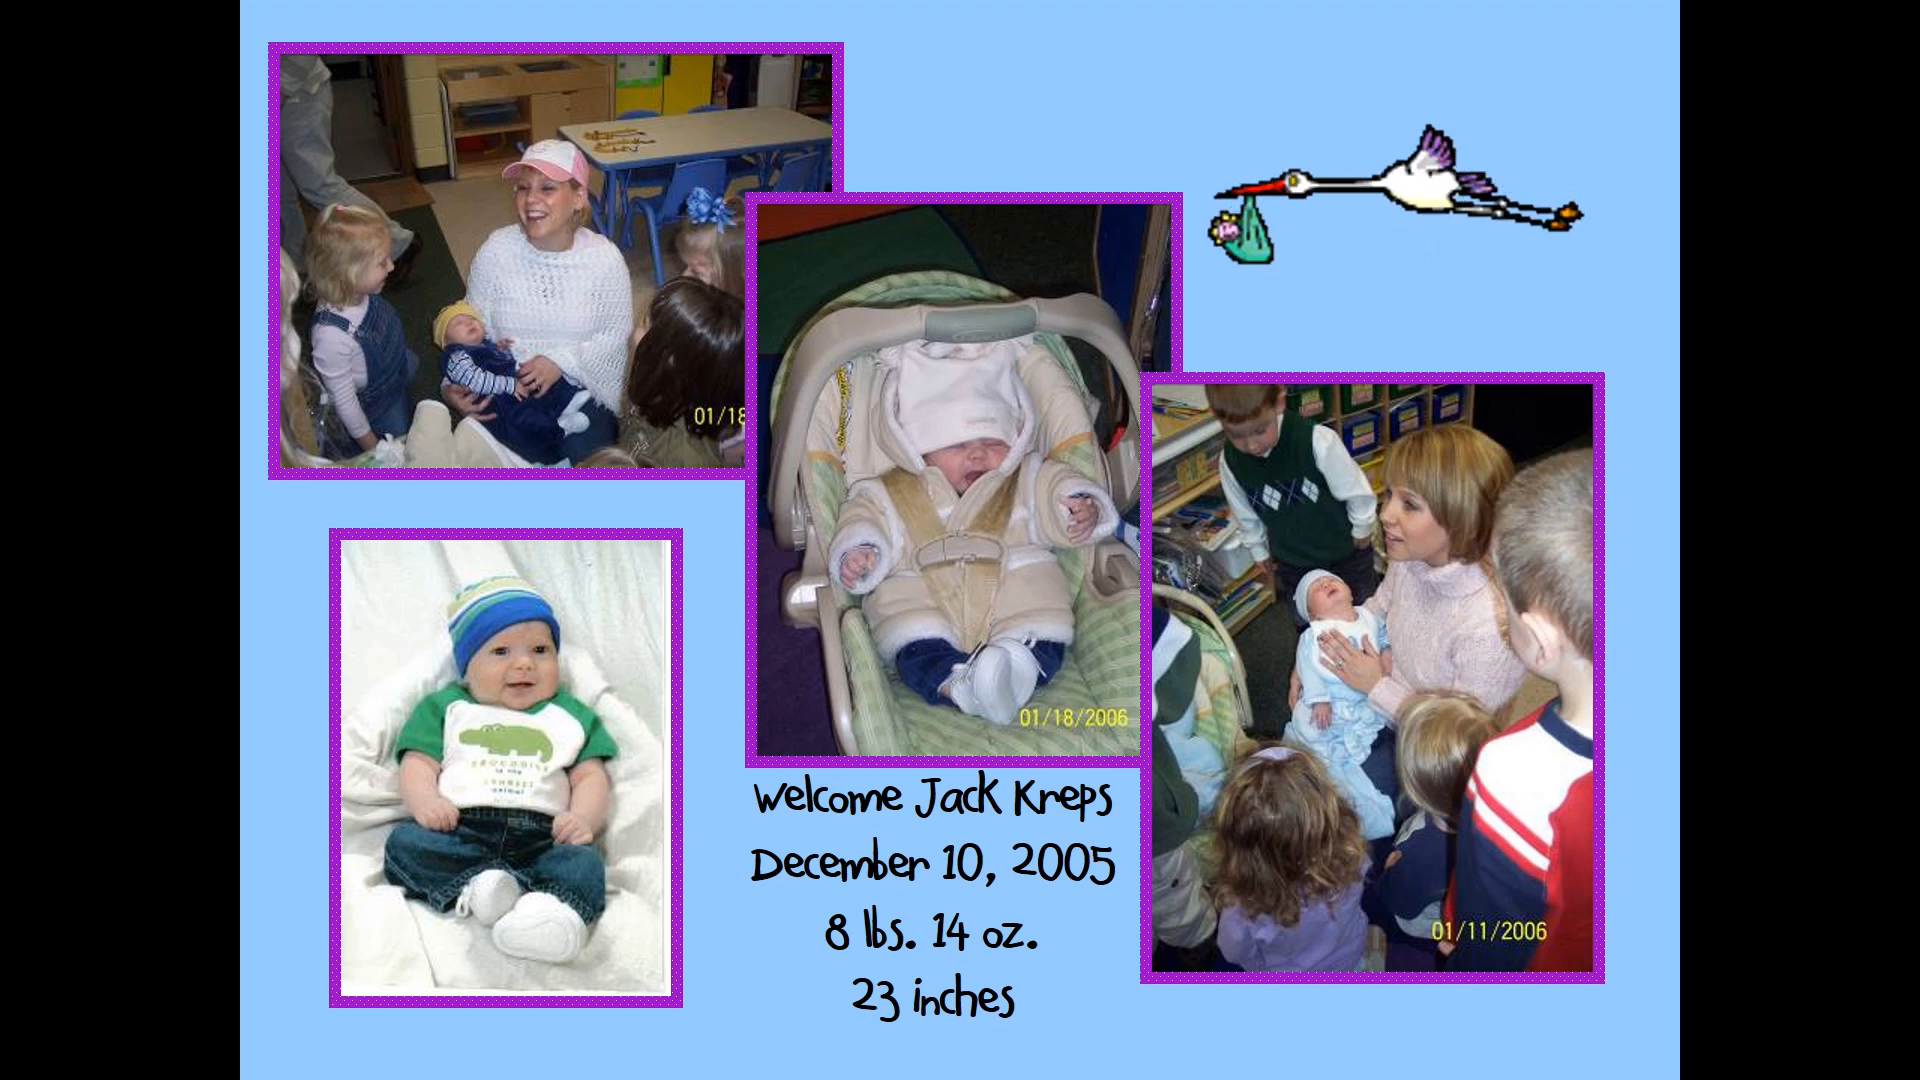 01/18
01/18/2006
Welcome Jack Kreps
December 10, 2005
8 lbs. 14 oz.
23 inches
01/11/2006